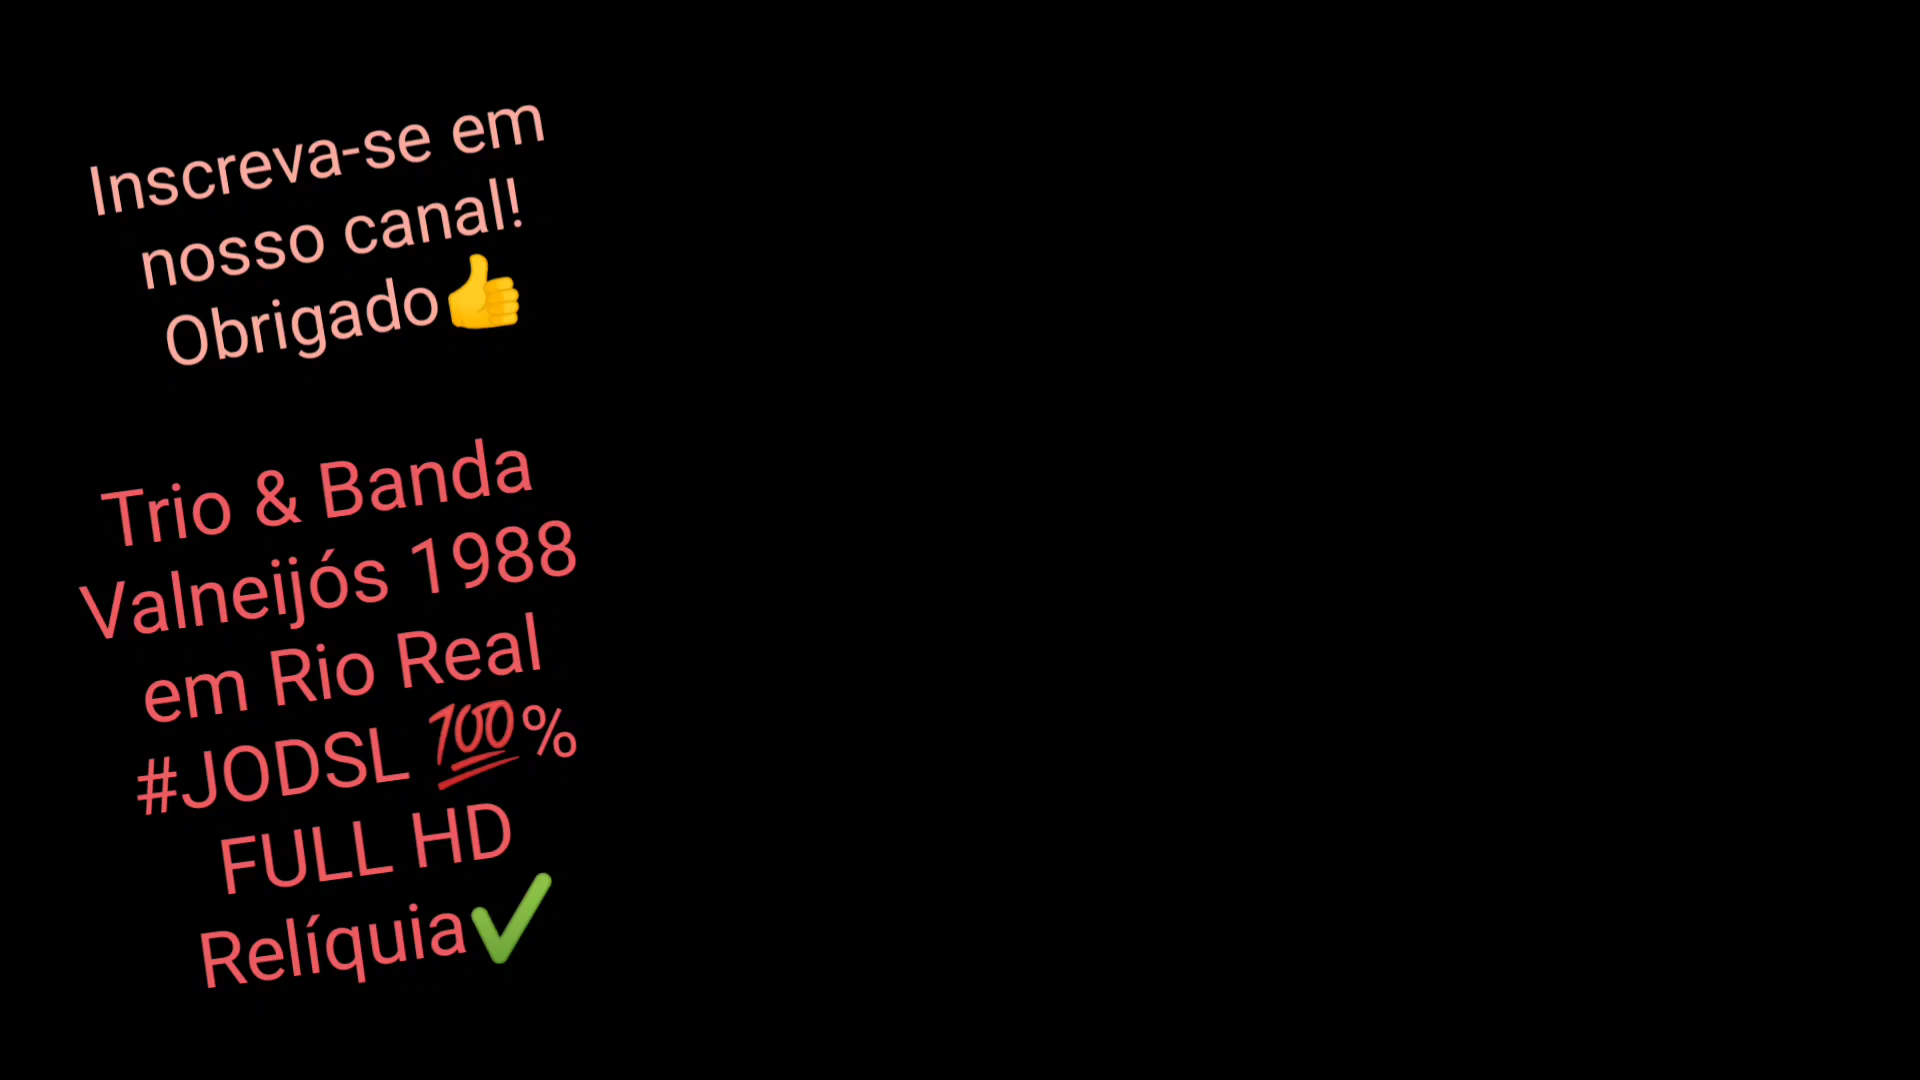 Inscreva-se em
nosso canal!
Obrigado👍
Trio & Banda
Valneijós 1988
em Rio Real
#JODSL 💯%
FULL HD
Relíquia✔